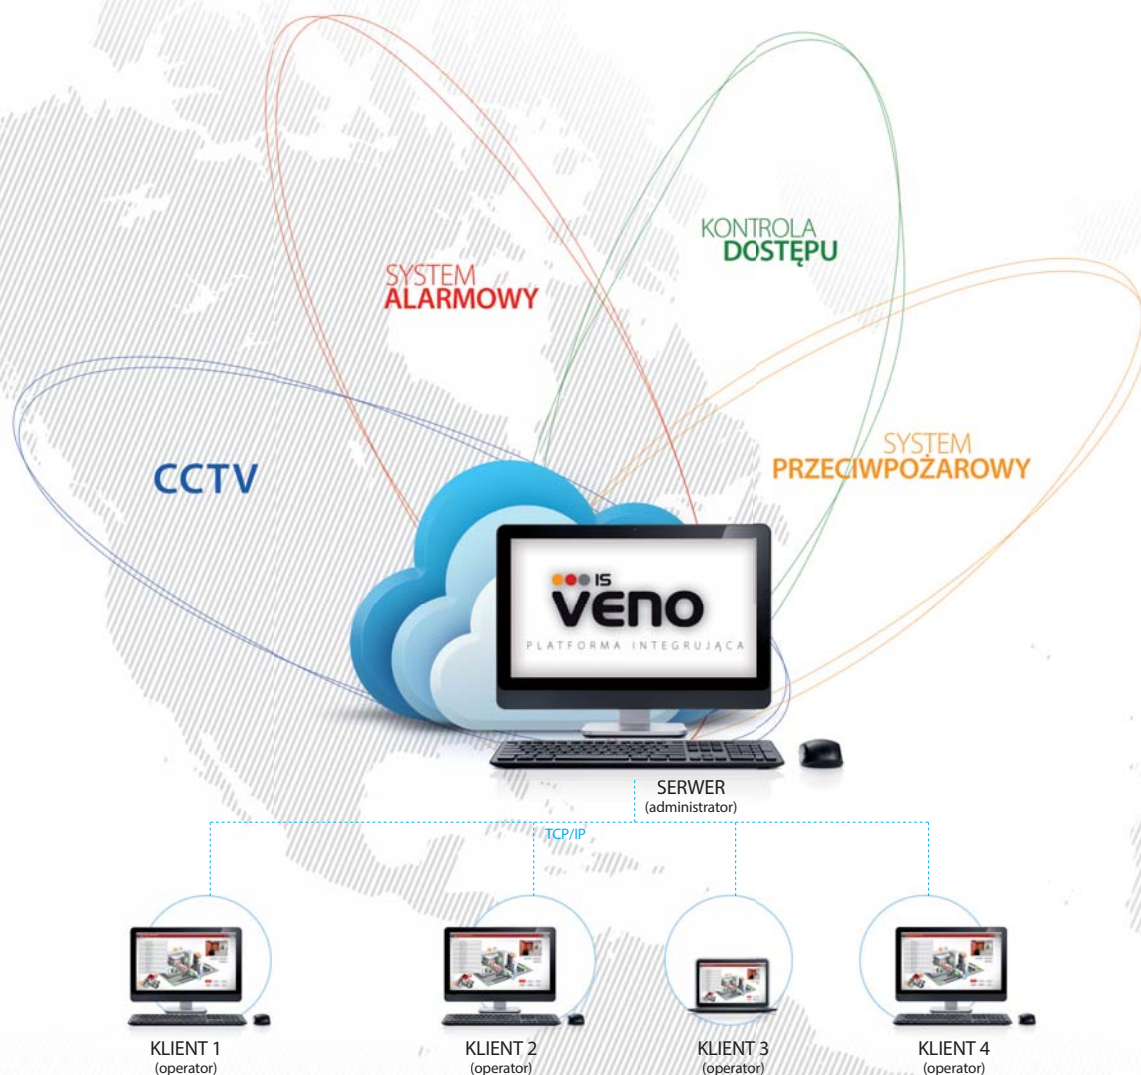 KONTROLA
DOSTĘPU
SYSTEM
ALARMOWY
SYSTEM
PRZECIWPOŻAROWY
CCTV
IS
VENO
PLATFORMA INTEGRUJĄCA
SERWER
(administrator)
TCP/IP
KLIENT 1
(operator)
KLIENT 2
(operator)
KLIENT 3
(operator)
KLIENT 4
(operator)